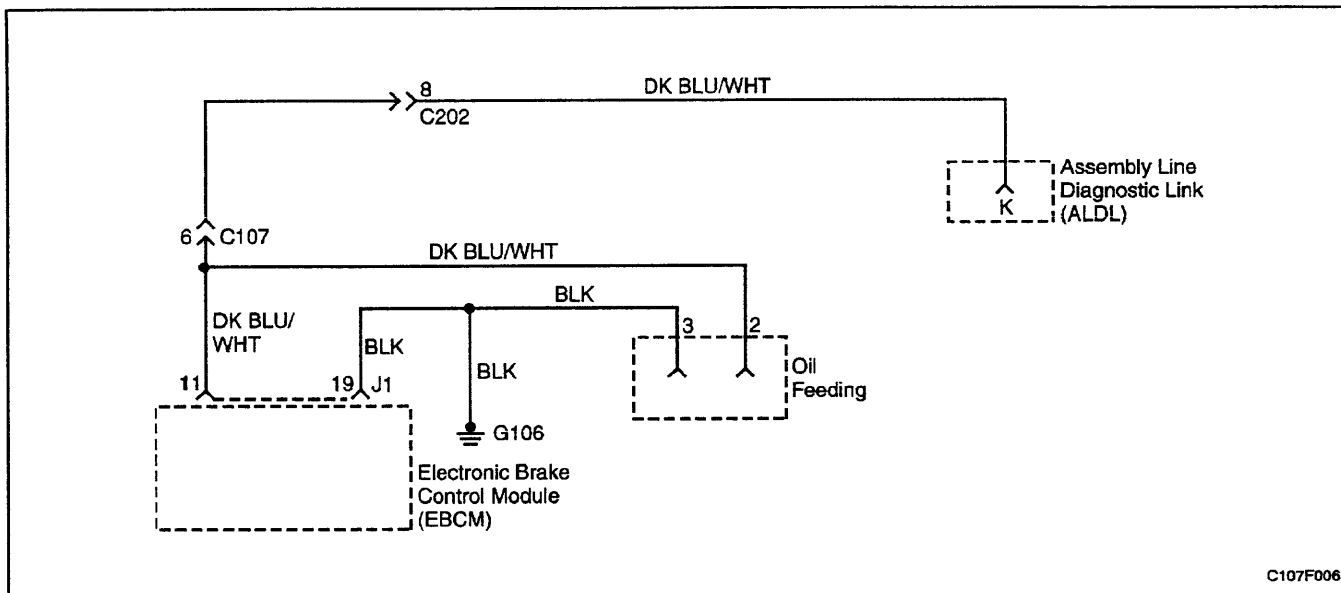 8
DK BLU/WHT
C202
Assembly Line
Diagnostic Link
(ALDL)
K
6
C107
DK BLU/WHT
BLK
DK BLU/
WHT
BLK
BLK
3
2
Oil
Feeding
11
19
J1
G106
Electronic Brake
Control Module
(EBCM)
C107F006